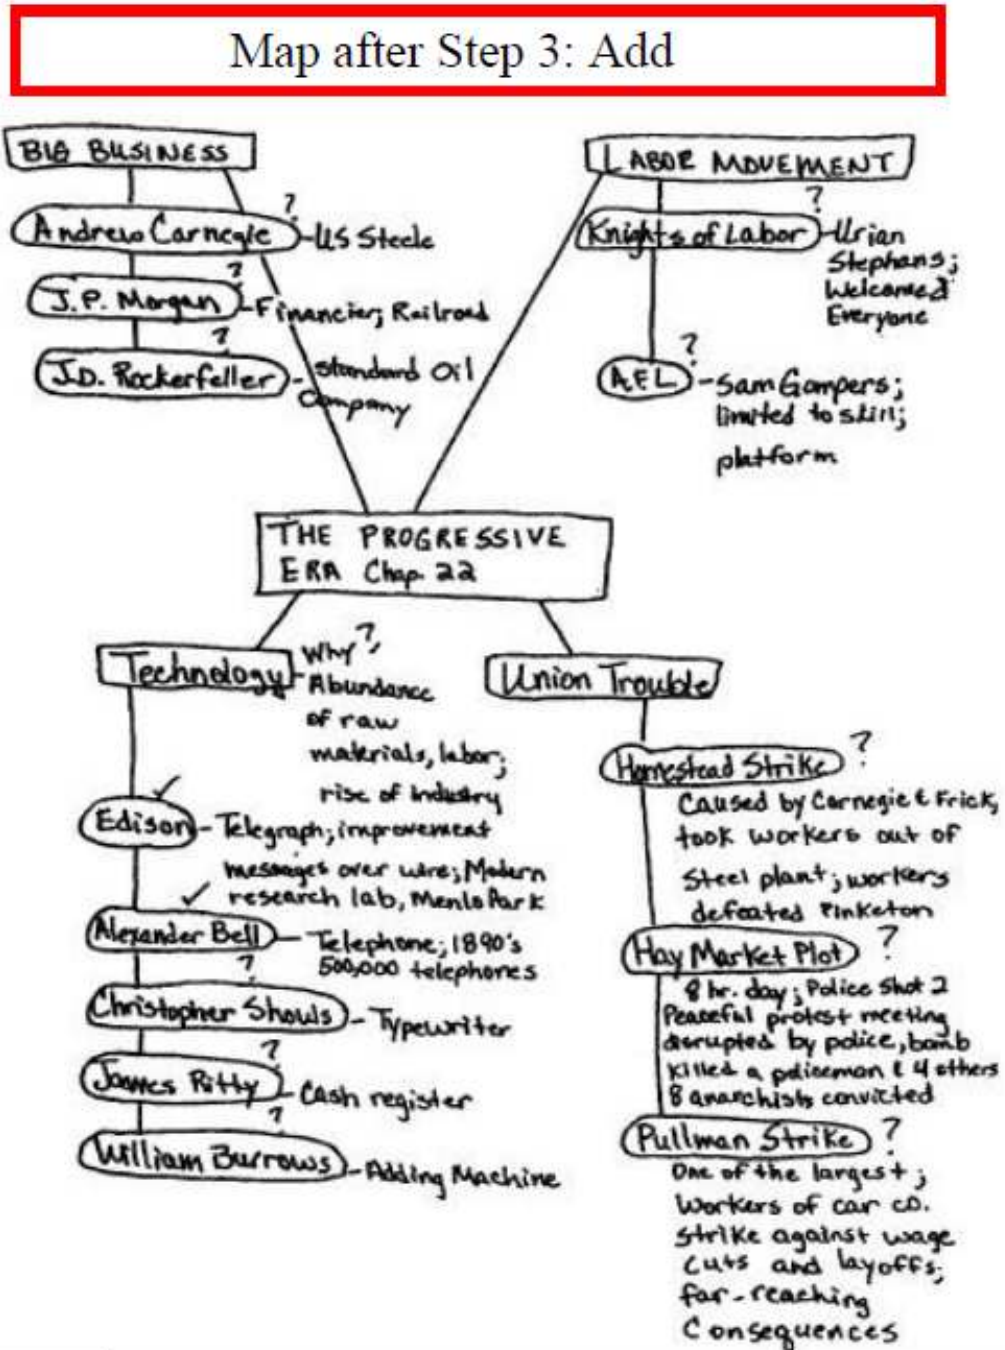 Map after Step 3: Add
BIG BUSINESS
?
Andrew Carnegie - US Steele
?
J.P. Morgan - Financier; Railroad
?
J.D. Rockerfeller - Standard Oil
Company
LABOR MOVEMENT
?
Knights of Labor - Urian
Stephans;
Welcomed
Everyone
?
A.F.L - Sam Gompers;
limited to skill;
platform
THE PROGRESSIVE
ERA Chap. 22
Technology - Why?
Abundance
of raw
materials, labor;
rise of industry
✓
Edison - Telegraph; improvement
messages over wire; Modern
research lab, Menlo Park
✓
Alexander Bell - Telephone; 1890's
500,000 telephones
?
Christopher Shouls - Typewriter
?
James Ritty - Cash register
?
William Burrows - Adding Machine
Union Trouble
Homestead Strike ?
Caused by Carnegie & Frick,
took workers out of
Steel plant; workers
defeated Pinketon
Hay Market Plot ?
8 hr. day; Police Shot 2
Peaceful protest meeting
disrupted by police, bomb
killed a policeman & 4 others
8 anarchists convicted
Pullman Strike ?
One of the largest;
Workers of car co.
strike against wage
cuts and layoffs;
far-reaching
Consequences